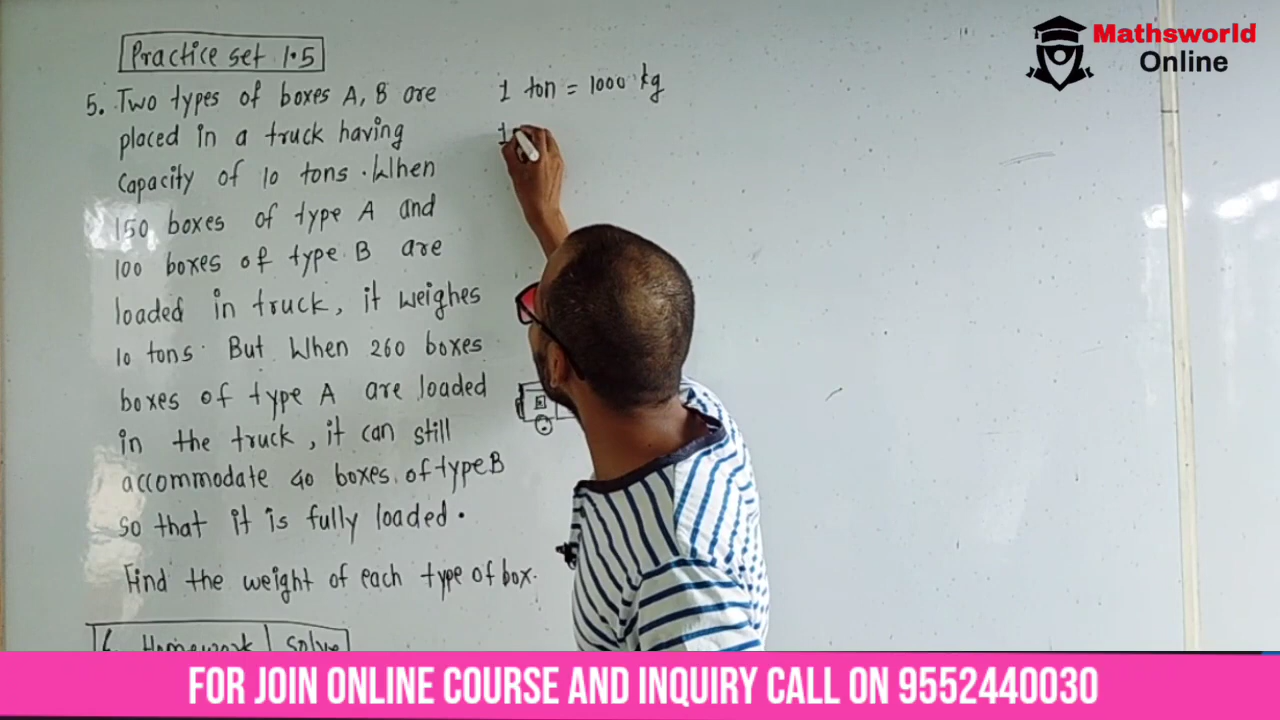 Practice set 1.5
5. Two types of boxes A, B are
placed in a truck having
capacity of 10 tons. When
150 boxes of type A and
100 boxes of type B are
loaded in truck, it weighes
10 tons. But When 260 boxes
boxes of type A are loaded
in the truck, it can still
accommodate 40 boxes of type B
so that it is fully loaded.
Find the weight of each type of box.
6. Homework | solve
1 ton = 1000 kg
1
Mathsworld
Online
FOR JOIN ONLINE COURSE AND INQUIRY CALL ON 9552440030